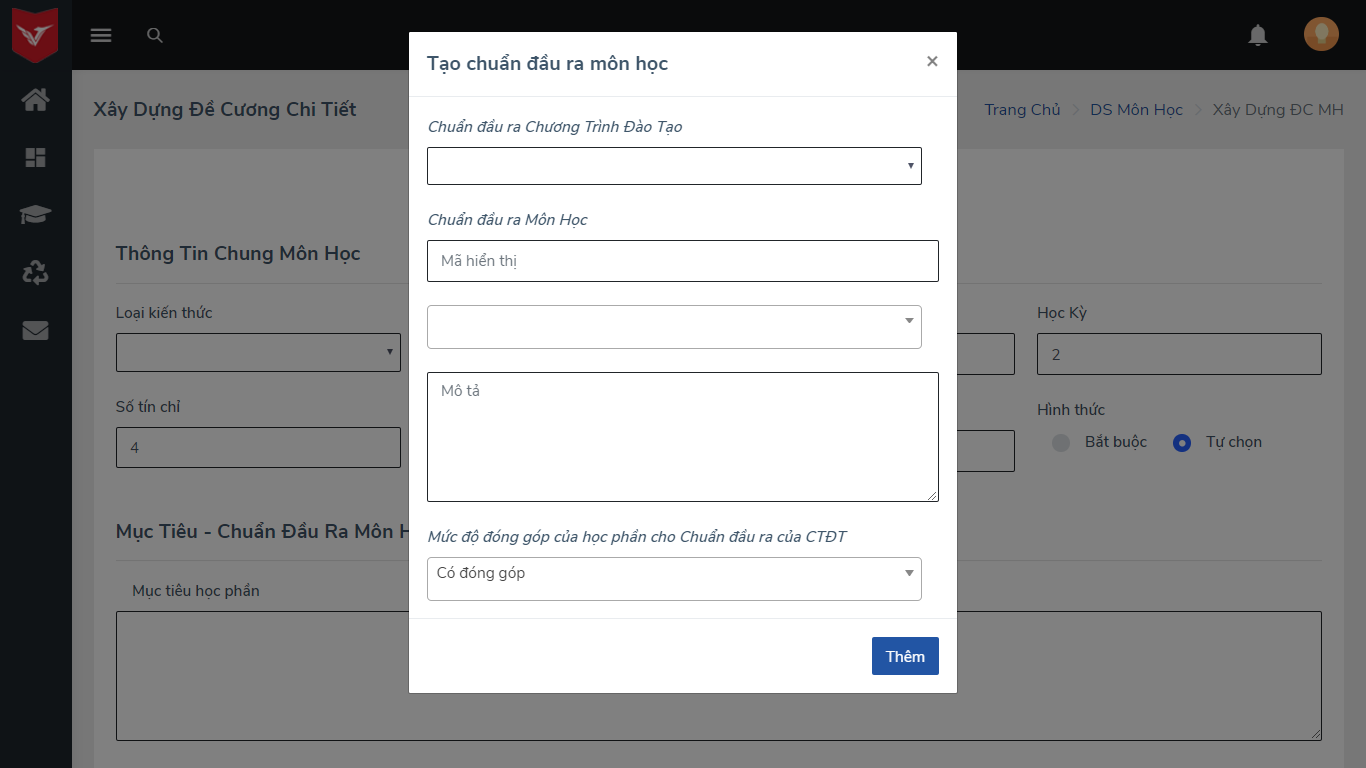 Tạo chuẩn đầu ra môn học
×
Xây Dựng Đề Cương Chi Tiết
Trang Chủ
DS Môn Học
Xây Dựng ĐC MH
Chuẩn đầu ra Chương Trình Đào Tạo
Chuẩn đầu ra Môn Học
Mã hiển thị
Mô tả
Mức độ đóng góp của học phần cho Chuẩn đầu ra của CTĐT
Có đóng góp
Thêm
Thông Tin Chung Môn Học
Loại kiến thức
Học Kỳ
2
Số tín chỉ
4
Hình thức
Bắt buộc
Tự chọn
Mục Tiêu - Chuẩn Đầu Ra Môn H
Mục tiêu học phần